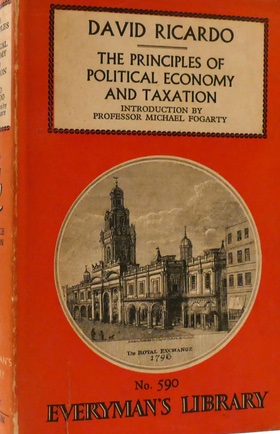 DAVID RICARDO
THE PRINCIPLES OF
POLITICAL ECONOMY
AND TAXATION
INTRODUCTION BY
PROFESSOR MICHAEL FOGARTY
THE ROYAL EXCHANGE
1796
No. 590
EVERYMAN'S LIBRARY